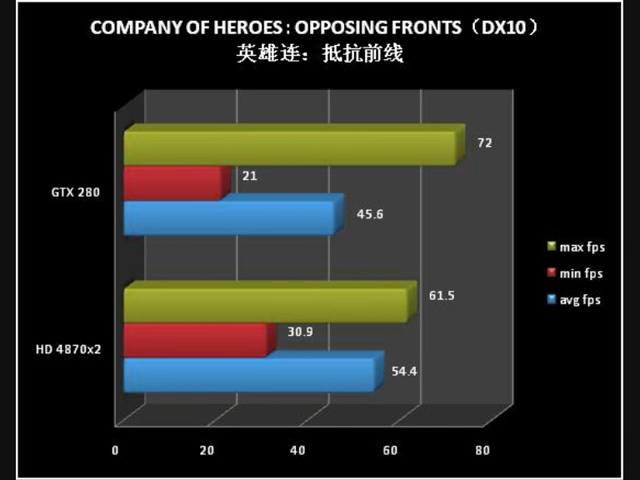 COMPANY OF HEROES : OPPOSING FRONTS（DX10）
英雄连：抵抗前线
72
GTX 280
21
45.6
max fps
min fps
avg fps
61.5
HD 4870x2
30.9
54.4
0 20 40 60 80